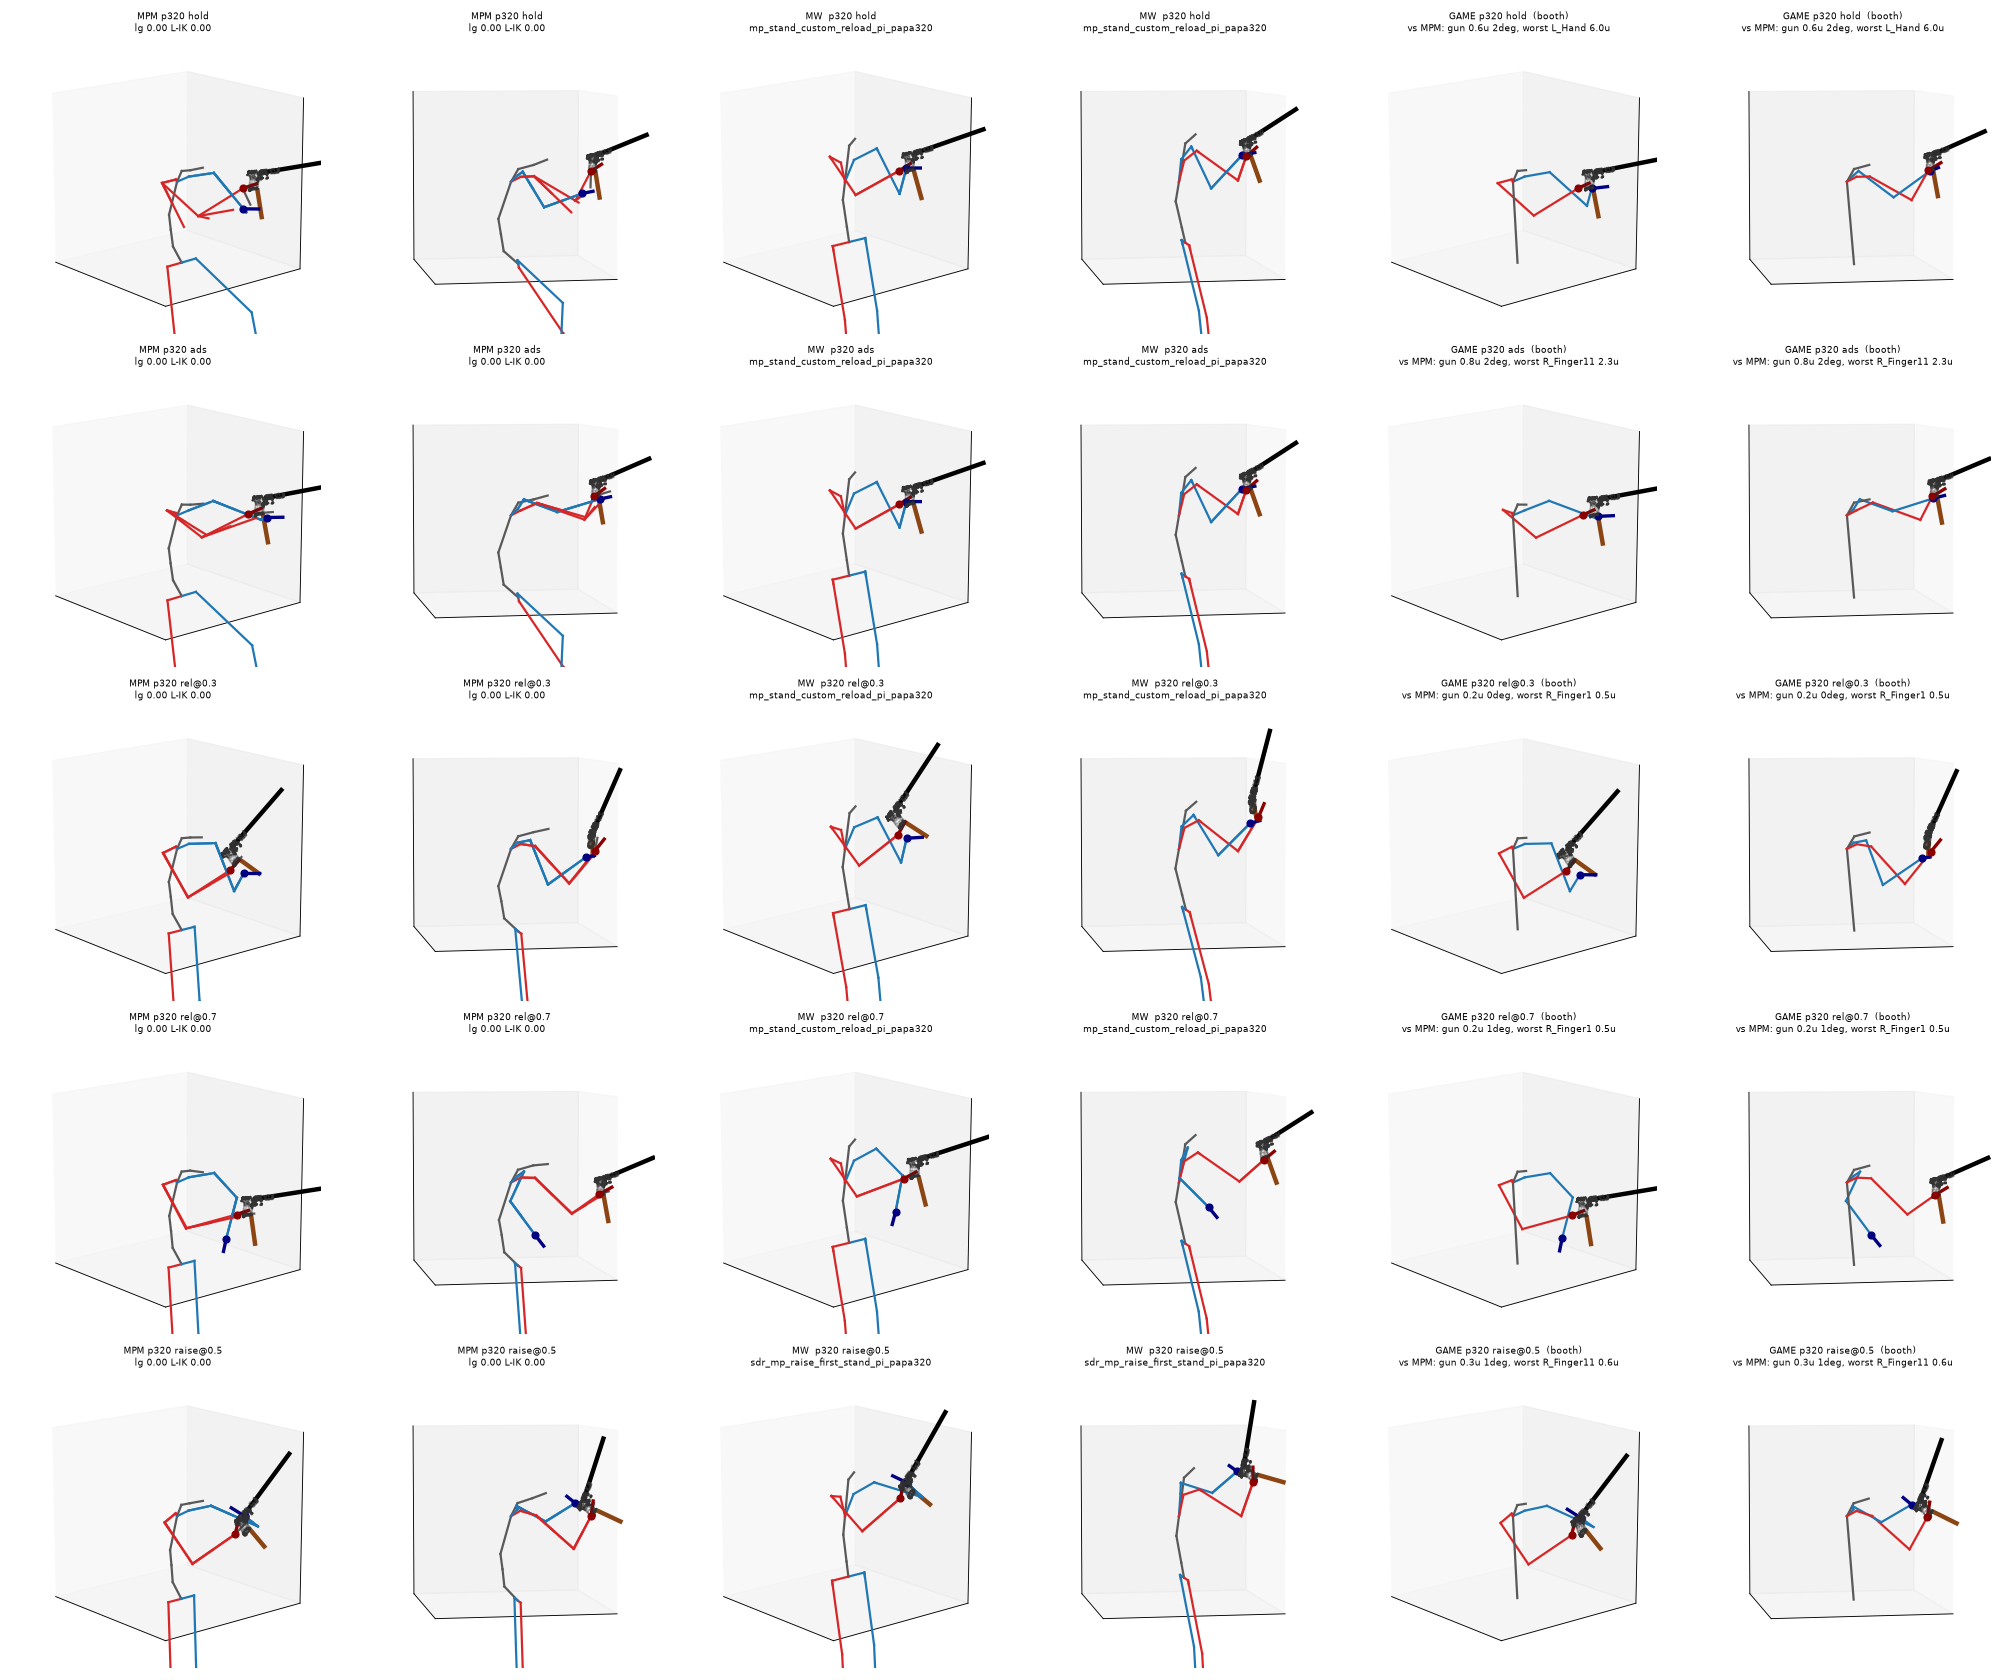 MPM p320 hold
lg 0.00 L-IK 0.00
MPM p320 hold
lg 0.00 L-IK 0.00
MW  p320 hold
mp_stand_custom_reload_pi_papa320
MW  p320 hold
mp_stand_custom_reload_pi_papa320
GAME p320 hold  (booth)
vs MPM: gun 0.6u 2deg, worst L_Hand 6.0u
GAME p320 hold  (booth)
vs MPM: gun 0.6u 2deg, worst L_Hand 6.0u
MPM p320 ads
lg 0.00 L-IK 0.00
MPM p320 ads
lg 0.00 L-IK 0.00
MW  p320 ads
mp_stand_custom_reload_pi_papa320
MW  p320 ads
mp_stand_custom_reload_pi_papa320
GAME p320 ads  (booth)
vs MPM: gun 0.8u 2deg, worst R_Finger11 2.3u
GAME p320 ads  (booth)
vs MPM: gun 0.8u 2deg, worst R_Finger11 2.3u
MPM p320 rel@0.3
lg 0.00 L-IK 0.00
MPM p320 rel@0.3
lg 0.00 L-IK 0.00
MW  p320 rel@0.3
mp_stand_custom_reload_pi_papa320
MW  p320 rel@0.3
mp_stand_custom_reload_pi_papa320
GAME p320 rel@0.3  (booth)
vs MPM: gun 0.2u 0deg, worst R_Finger1 0.5u
GAME p320 rel@0.3  (booth)
vs MPM: gun 0.2u 0deg, worst R_Finger1 0.5u
MPM p320 rel@0.7
lg 0.00 L-IK 0.00
MPM p320 rel@0.7
lg 0.00 L-IK 0.00
MW  p320 rel@0.7
mp_stand_custom_reload_pi_papa320
MW  p320 rel@0.7
mp_stand_custom_reload_pi_papa320
GAME p320 rel@0.7  (booth)
vs MPM: gun 0.2u 1deg, worst R_Finger1 0.5u
GAME p320 rel@0.7  (booth)
vs MPM: gun 0.2u 1deg, worst R_Finger1 0.5u
MPM p320 raise@0.5
lg 0.00 L-IK 0.00
MPM p320 raise@0.5
lg 0.00 L-IK 0.00
MW  p320 raise@0.5
sdr_mp_raise_first_stand_pi_papa320
MW  p320 raise@0.5
sdr_mp_raise_first_stand_pi_papa320
GAME p320 raise@0.5  (booth)
vs MPM: gun 0.3u 1deg, worst R_Finger11 0.6u
GAME p320 raise@0.5  (booth)
vs MPM: gun 0.3u 1deg, worst R_Finger11 0.6u